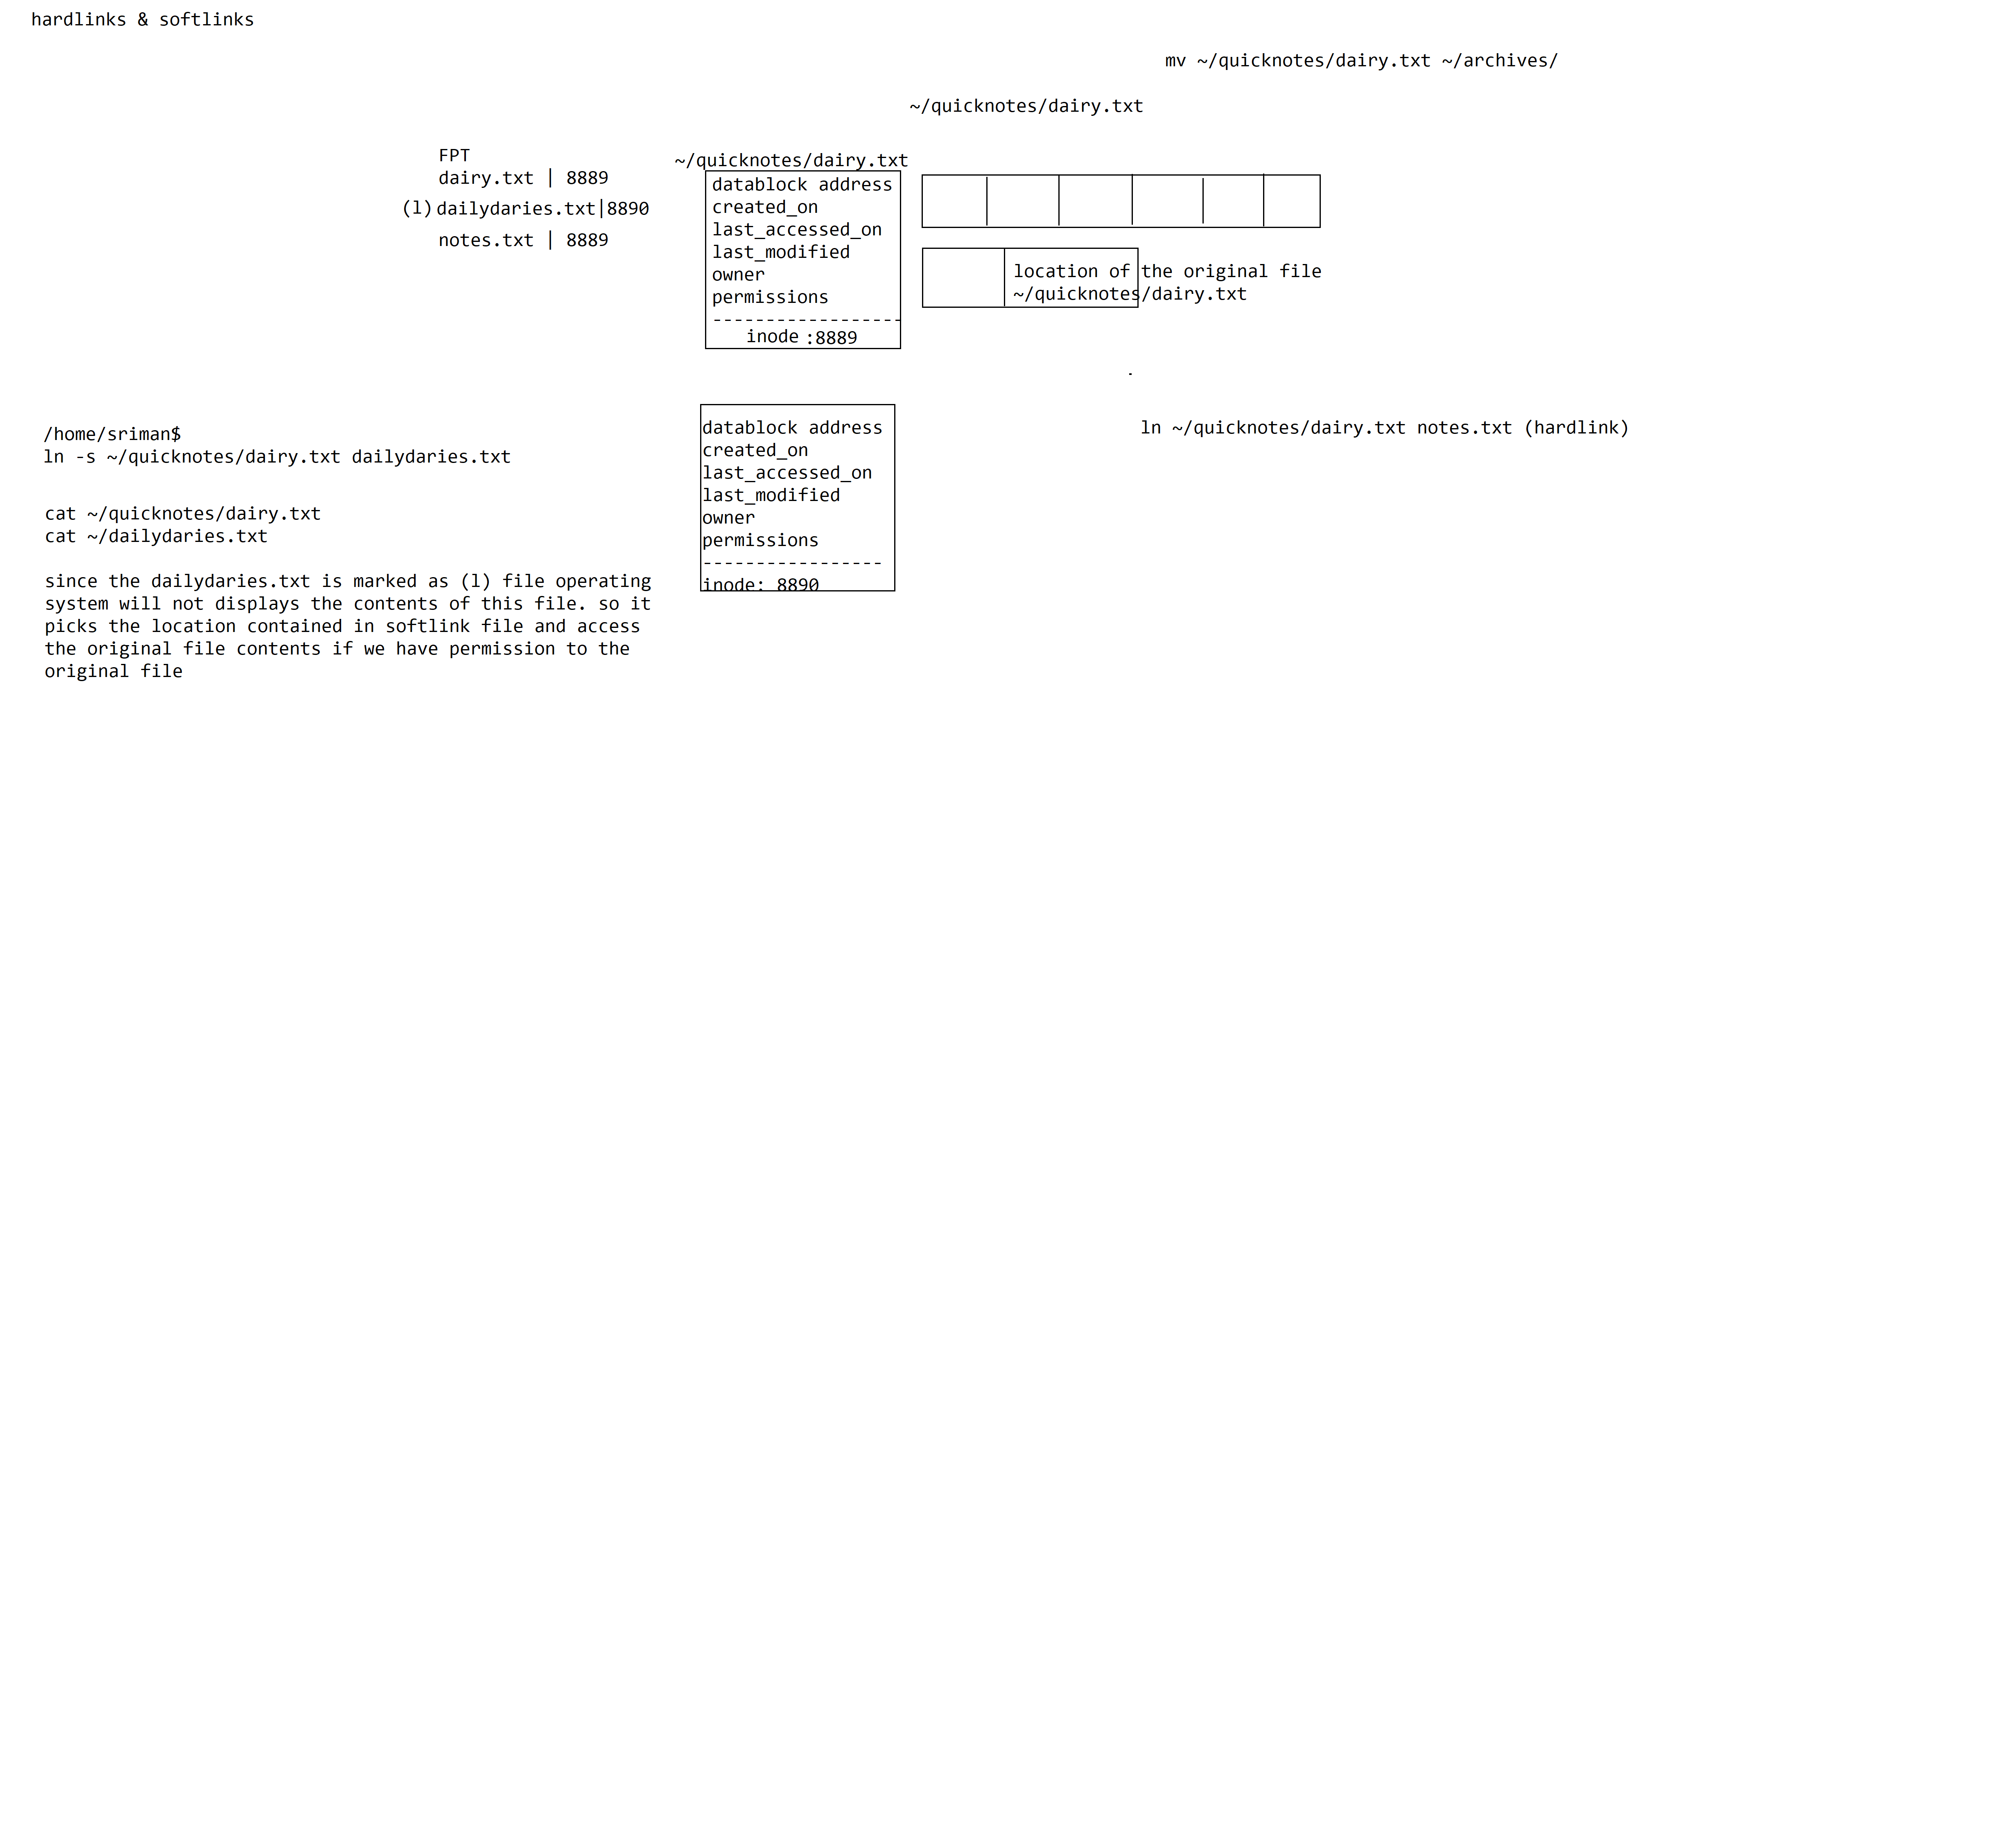 hardlinks & softlinks
mv ~/quicknotes/dairy.txt ~/archives/
~/quicknotes/dairy.txt
FPT
dairy.txt | 8889
(l) dailydaries.txt|8890
notes.txt | 8889
~/quicknotes/dairy.txt
datablock address
created_on
last_accessed_on
last_modified
owner
permissions
------------------
inode :8889
location of the original file
~/quicknotes/dairy.txt
/home/sriman$
ln -s ~/quicknotes/dairy.txt dailydaries.txt
cat ~/quicknotes/dairy.txt
cat ~/dailydaries.txt
since the dailydaries.txt is marked as (l) file operating
system will not displays the contents of this file. so it
picks the location contained in softlink file and access
the original file contents if we have permission to the
original file
datablock address
created_on
last_accessed_on
last_modified
owner
permissions
-----------------
inode: 8890
ln ~/quicknotes/dairy.txt notes.txt (hardlink)